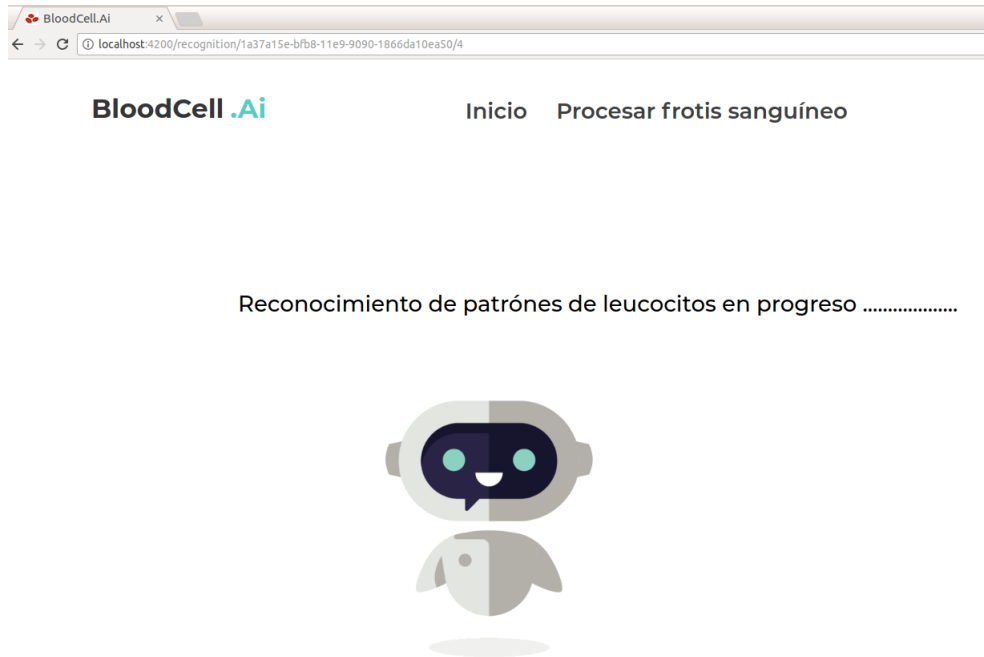 BloodCell.Ai
localhost:4200/recognition/1a37a15e-bfb8-11e9-9090-1866da10ea50/4
BloodCell .Ai Inicio Procesar frotis sanguíneo
Reconocimiento de patrónes de leucocitos en progreso ...................